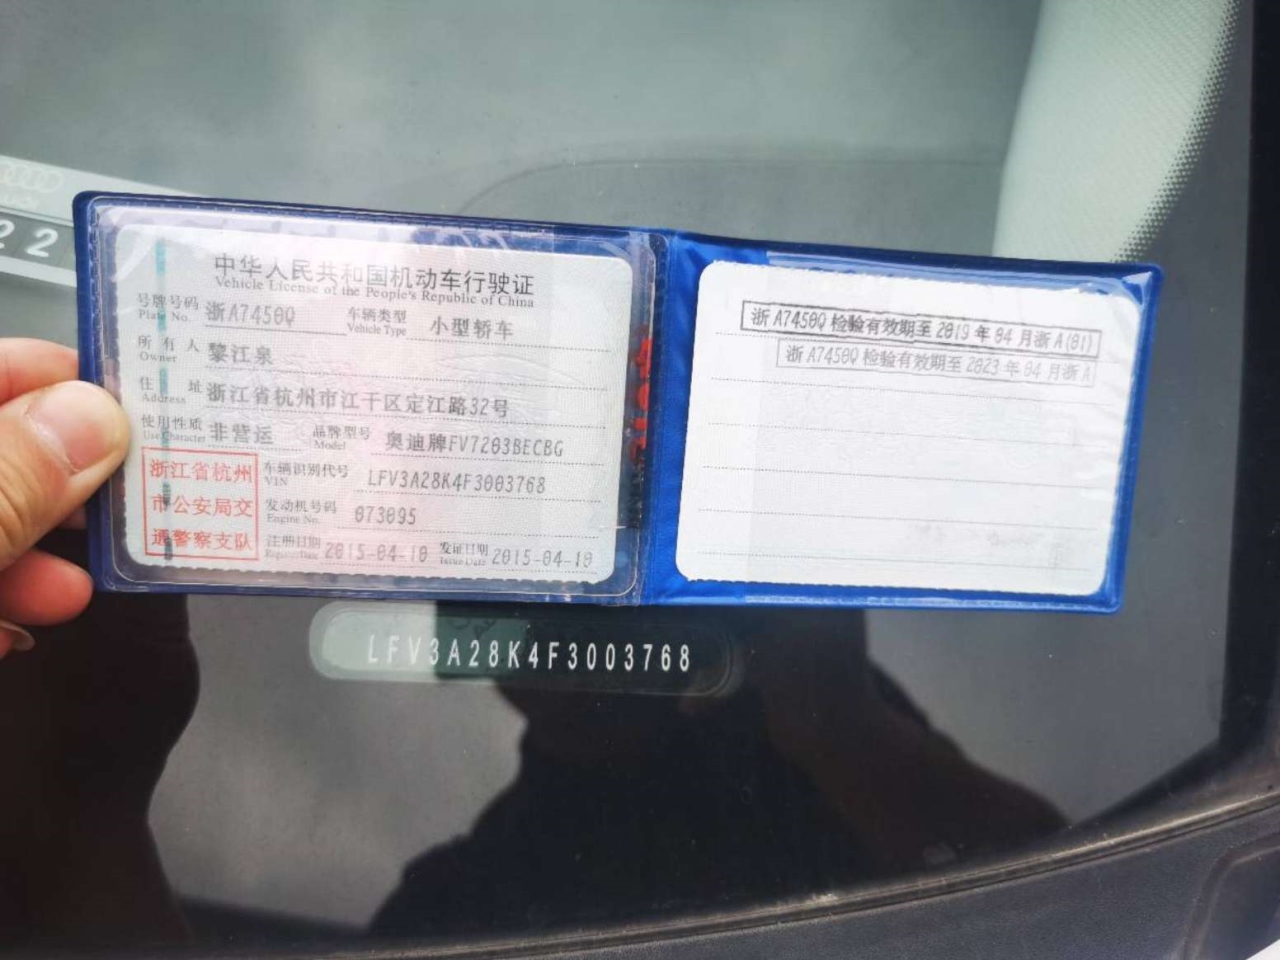 22
中华人民共和国机动车行驶证
Vehicle License of the People's Republic of China
号牌号码 浙A7450Q 车辆类型 小型轿车
Plate No. Vehicle Type
所有人 黎江泉
Owner
住址 浙江省杭州市江干区定江路32号
Address
使用性质 非营运 品牌型号 奥迪牌FV7203BECBG
Use Character Model
浙江省杭州
市公安局交
通警察支队
车辆识别代号 LFV3A28K4F3003768
VIN
发动机号码 073095
Engine No.
注册日期 2015-04-10 发证日期 2015-04-10
Register Date Issue Date
浙A7450Q检验有效期至2019年04月浙A(01)
浙A7450Q检验有效期至2023年04月浙A
LFV3A28K4F3003768